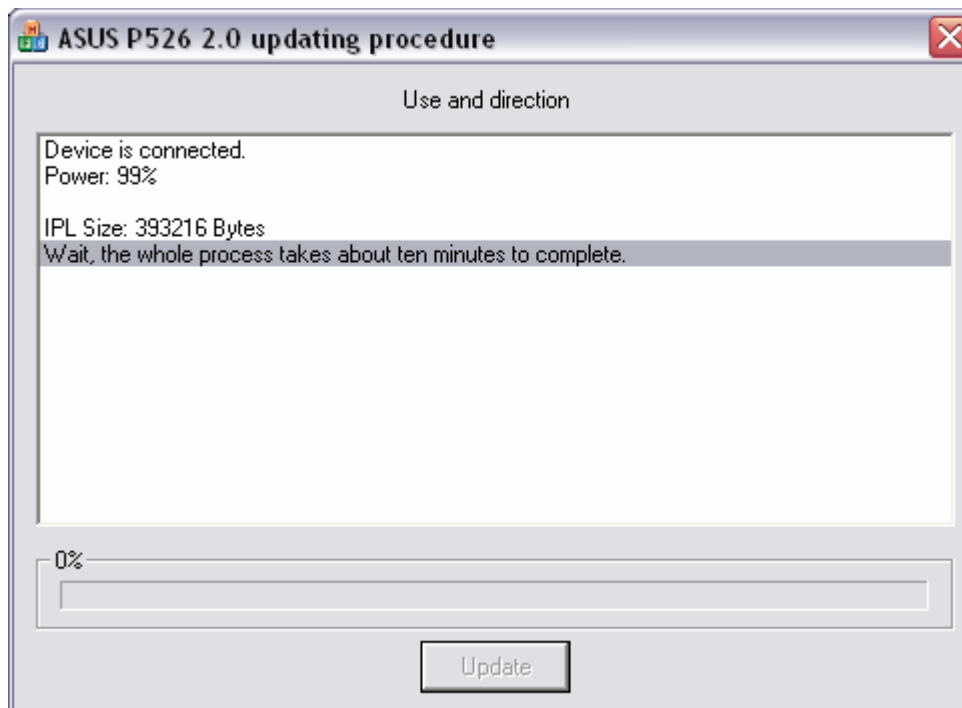 ASUS P526 2.0 updating procedure
Use and direction
Device is connected.
Power: 99%
IPL Size: 393216 Bytes
Wait, the whole process takes about ten minutes to complete.
0%
Update